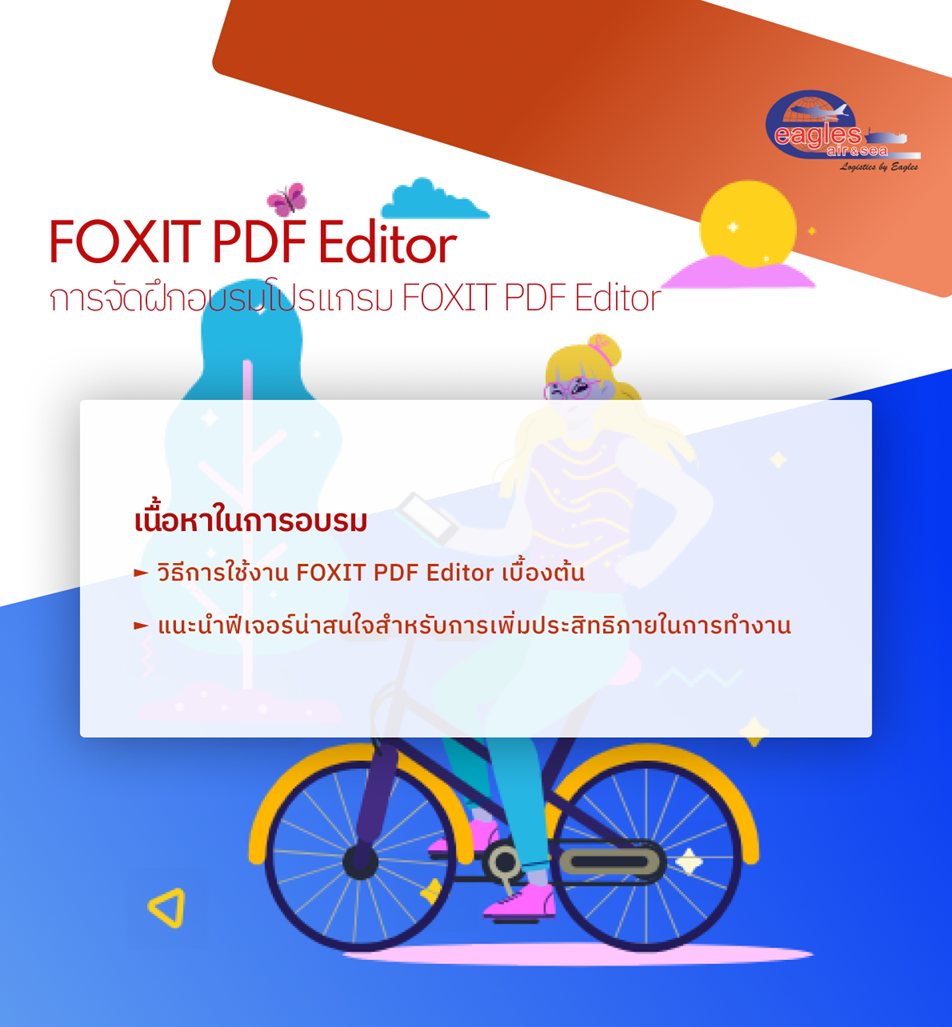 eagles
air & sea
Logistics by Eagles
FOXIT PDF Editor
การจัดฝึกอบรมโปรแกรม FOXIT PDF Editor
เนื้อหาในการอบรม
► วิธีการใช้งาน FOXIT PDF Editor เบื้องต้น
► แนะนำฟีเจอร์น่าสนใจสำหรับการเพิ่มประสิทธิภายในการทำงาน